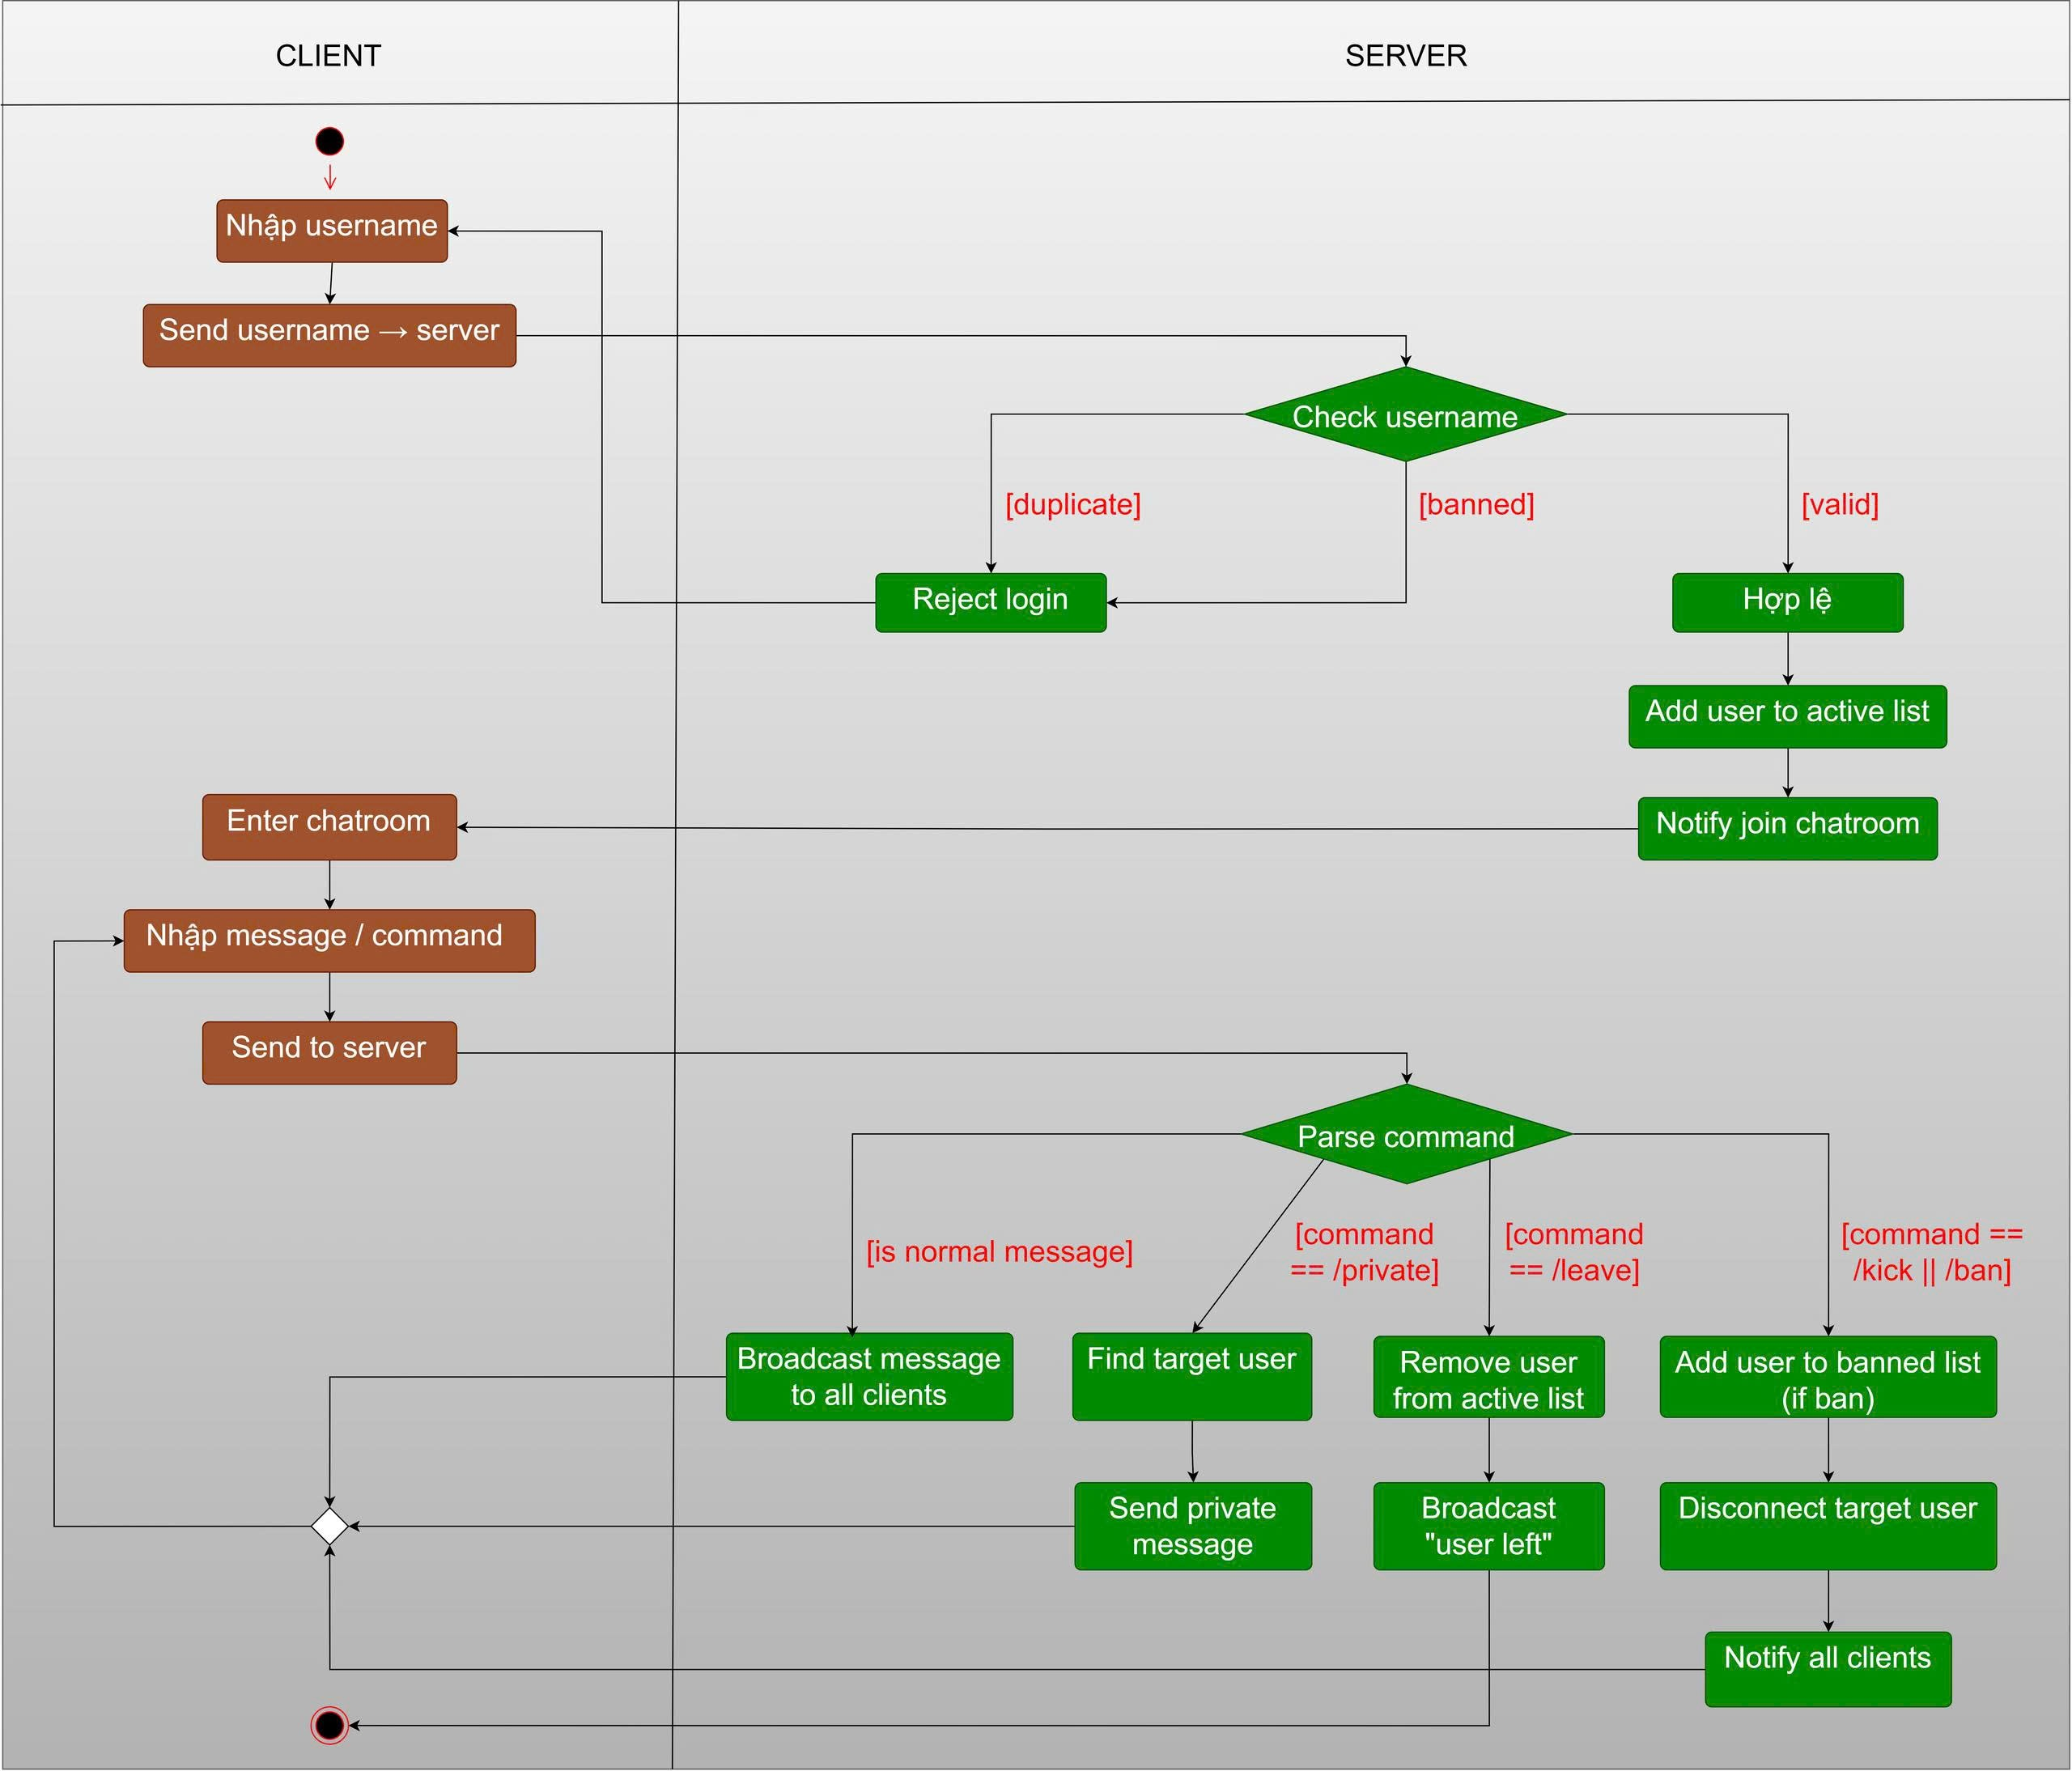 CLIENT
SERVER
Nhập username
Send username → server
Check username
[duplicate]
[banned]
[valid]
Reject login
Hợp lệ
Add user to active list
Enter chatroom
Notify join chatroom
Nhập message / command
Send to server
Parse command
[is normal message]
[command
== /private]
[command
== /leave]
[command ==
/kick || /ban]
Broadcast message
to all clients
Find target user
Remove user
from active list
Add user to banned list
(if ban)
Send private
message
Broadcast
"user left"
Disconnect target user
Notify all clients